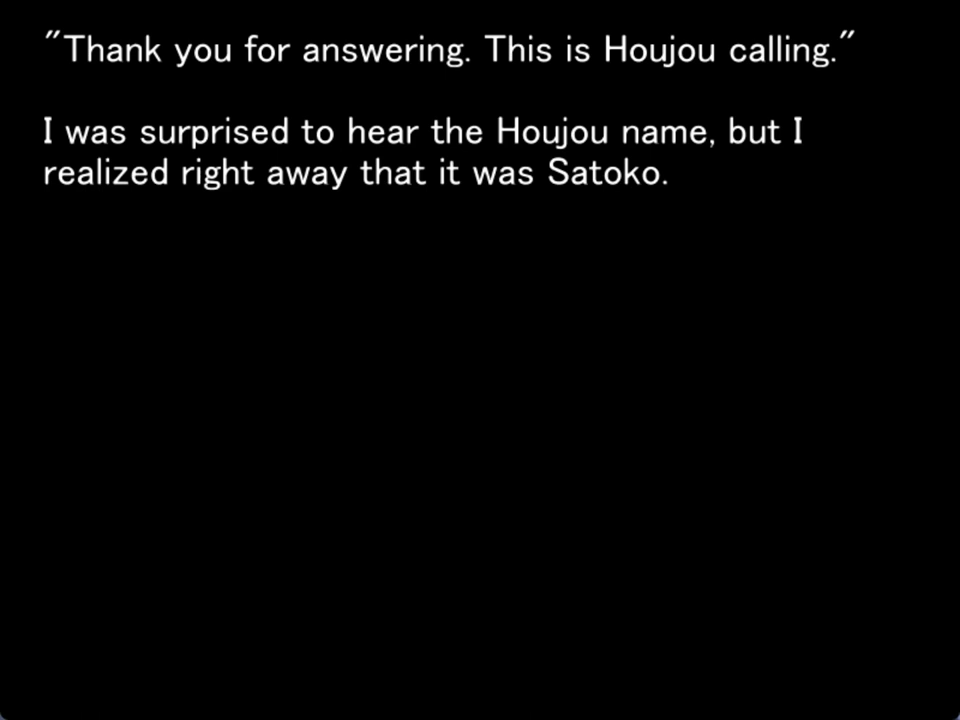 "Thank you for answering. This is Houjou calling."
I was surprised to hear the Houjou name, but I
realized right away that it was Satoko.